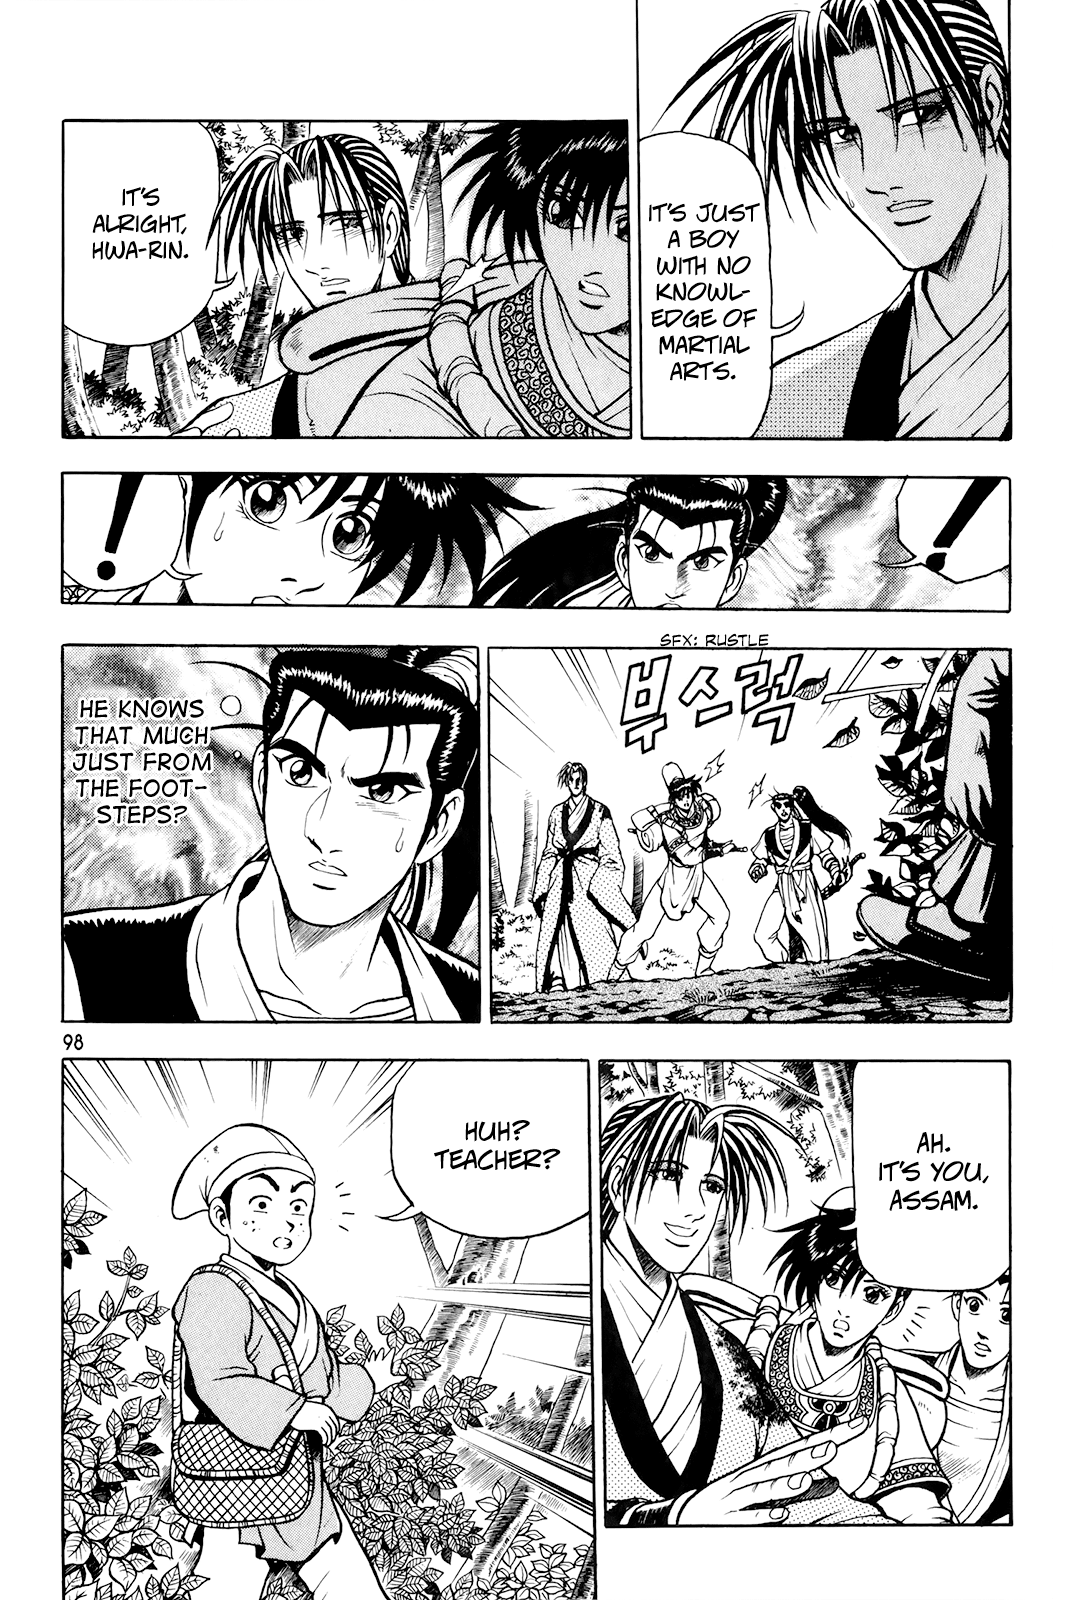 IT'S
ALRIGHT,
HWA-RIN.
IT'S JUST
A BOY
WITH NO
KNOWL-
EDGE OF
MARTIAL
ARTS.
!
!
HE KNOWS
THAT MUCH
JUST FROM
THE FOOT-
STEPS?
SFX: RUSTLE
부스럭
98
HUH?
TEACHER?
AH.
IT'S YOU,
ASSAM.